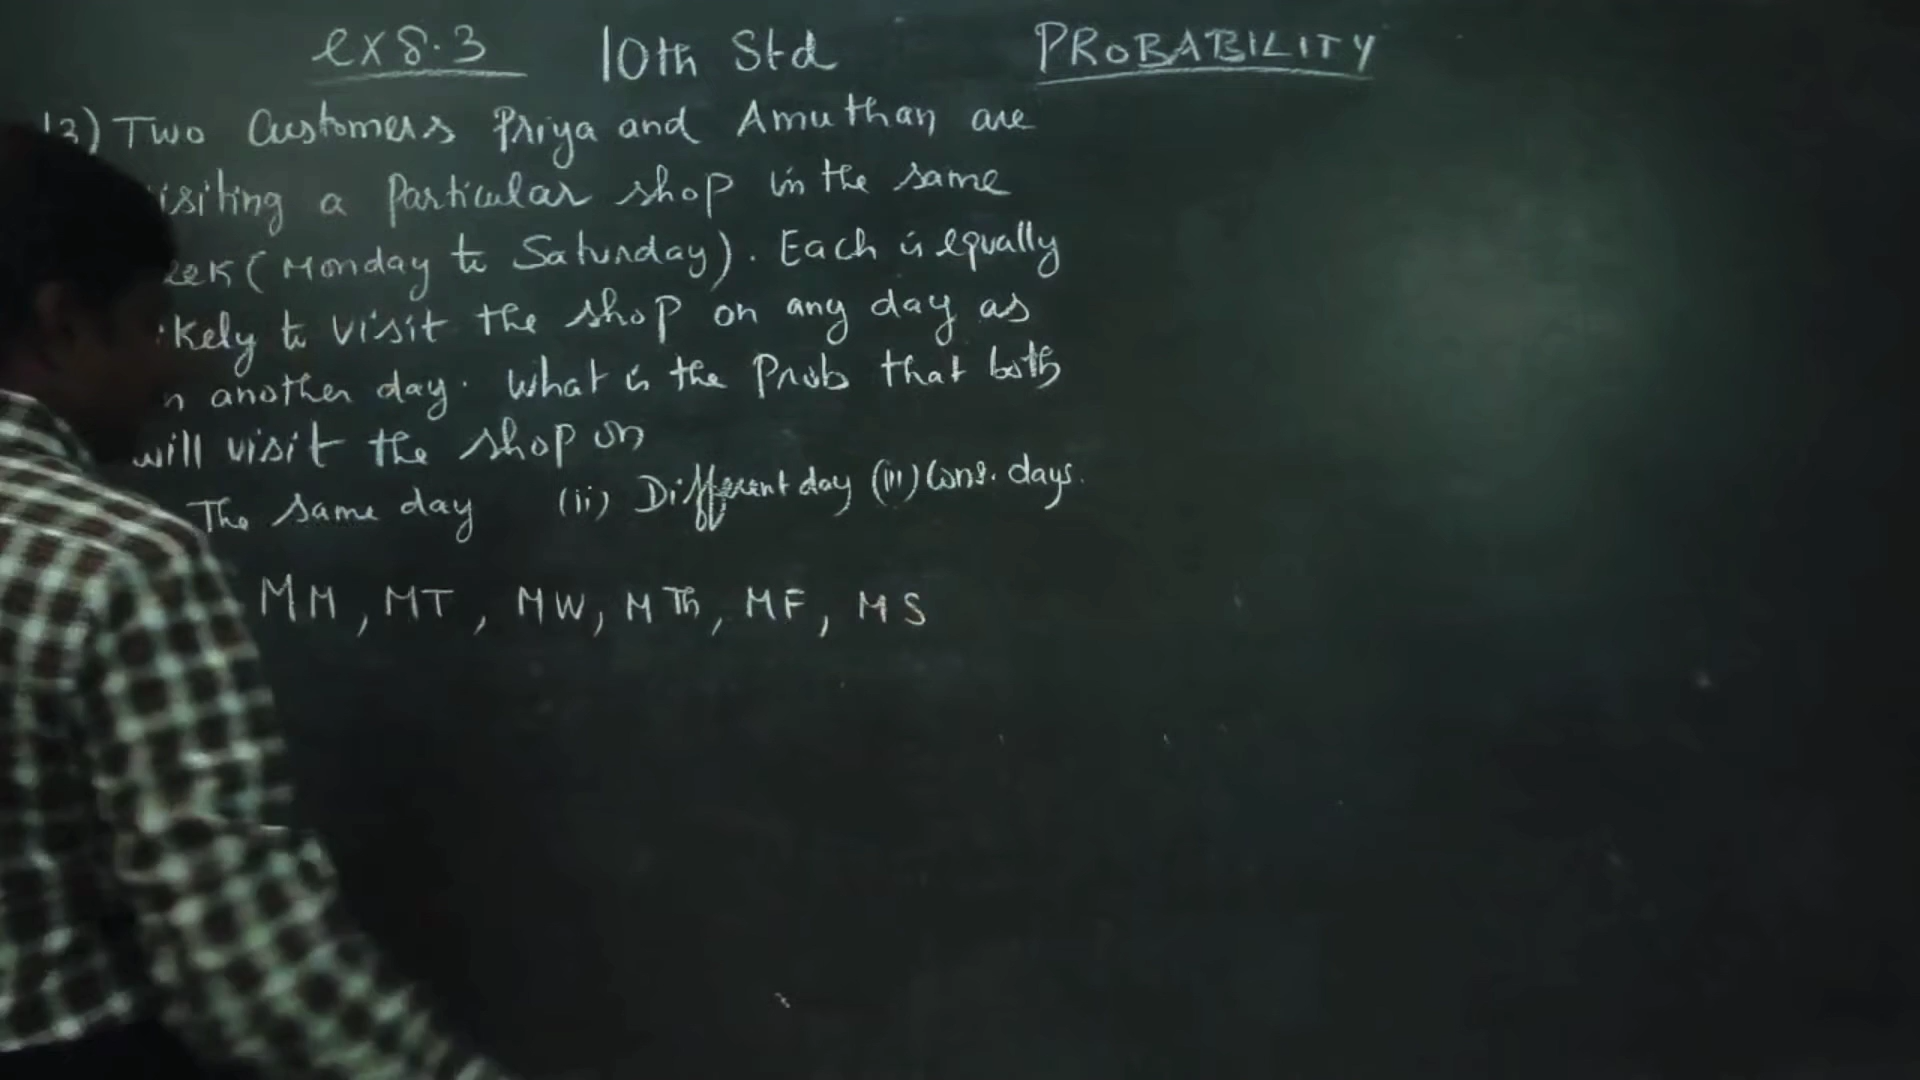 ex 8.3 10th Std PROBABILITY
13) Two Customers Priya and Amuthan are
isiting a Particular shop in the same
eek (Monday to Saturday). Each is equally
kely to visit the shop on any day as
n another day. What is the Prob that both
will visit the shop on
The same day (ii) Different day (iii) Cons. days.
MM, MT, MW, MTh, MF, MS